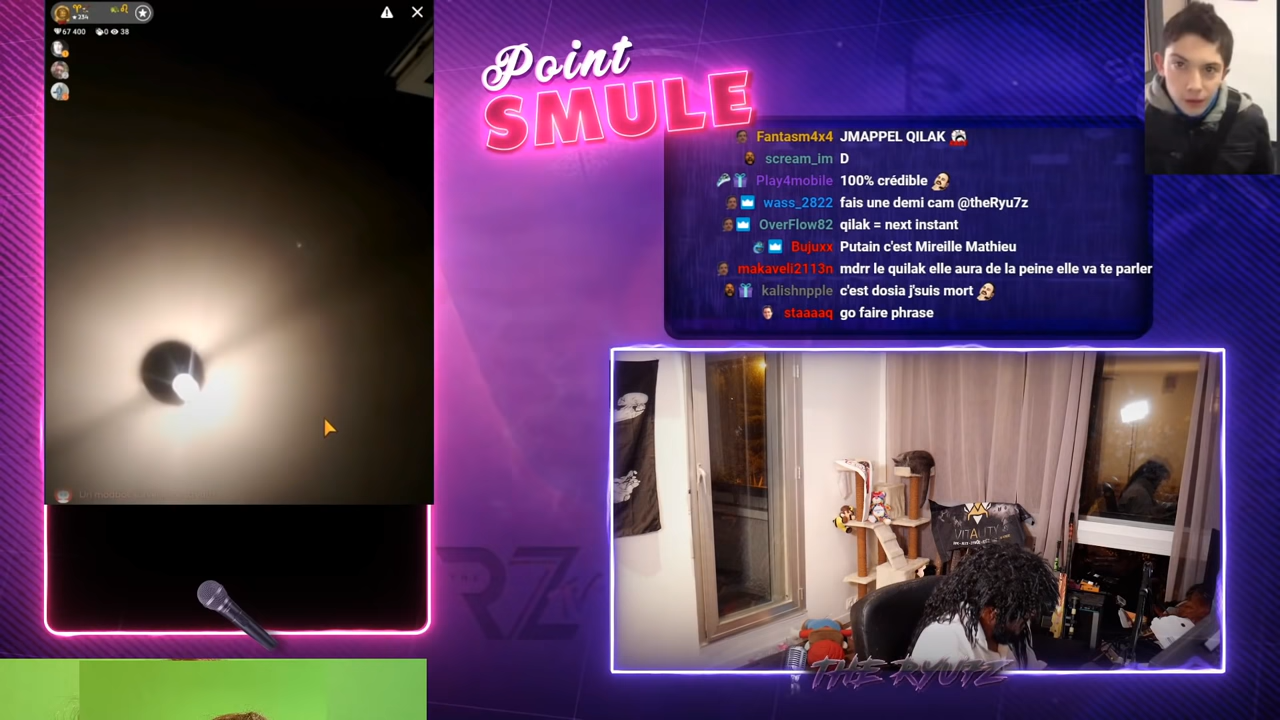 234
67 400 0 38
Point
SMULE
Fantasm4x4 JMAPPEL QILAK
scream_im D
Play4mobile 100% crédible
wass_2822 fais une demi cam @theRyu7z
OverFlow82 qilak = next instant
Bujuxx Putain c'est Mireille Mathieu
makaveli2113n mdrr le quilak elle aura de la peine elle va te parler
kalishnpple c'est dosia j'suis mort
staaaaq go faire phrase
VITALITY
RZ
THE RYU7Z